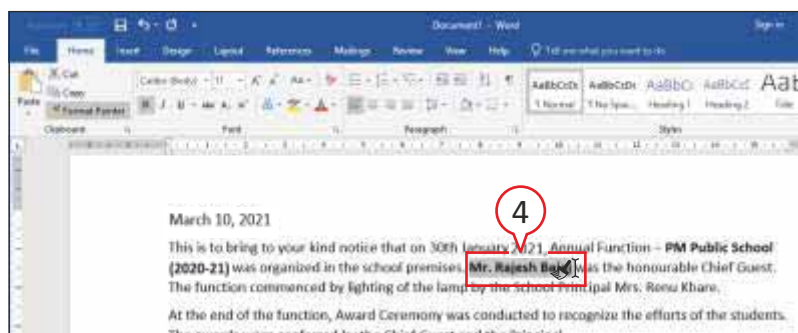 Document1 - Word
Sign in
File Home Insert Design Layout References Mailings Review View Help Tell me what you want to do
Cut
Copy
Paste
Format Painter
Clipboard Font Paragraph Styles
AaBbCcDc AaBbCcDc AaBbC AaBbCcC AaB
1 Normal 1 No Spac... Heading 1 Heading 2 Title
4
March 10, 2021
This is to bring to your kind notice that on 30th January 2021, Annual Function – PM Public School
(2020-21) was organized in the school premises. Mr. Rajesh was the honourable Chief Guest.
The function commenced by lighting of the lamp by the School Principal Mrs. Renu Khare.
At the end of the function, Award Ceremony was conducted to recognize the efforts of the students.